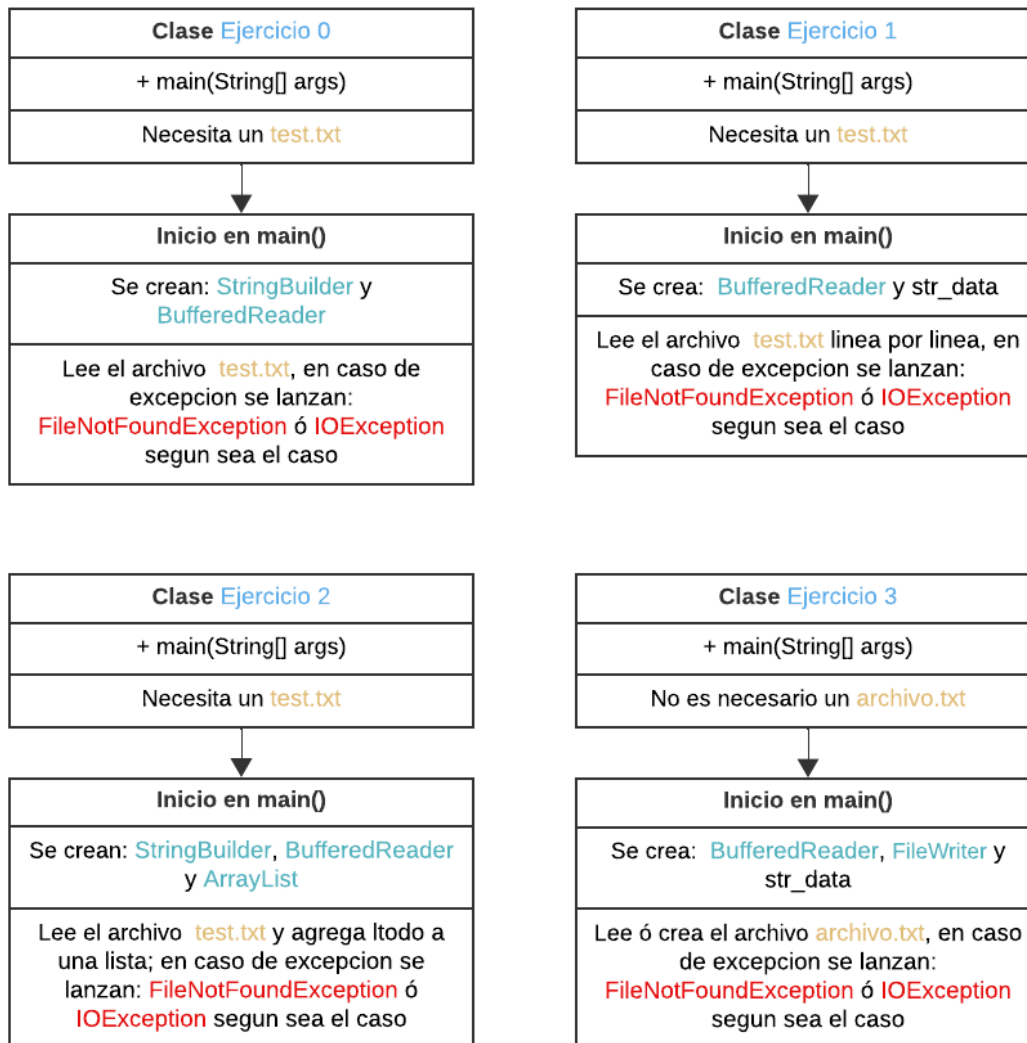 Clase Ejercicio 0
+ main(String[] args)
Necesita un test.txt
Inicio en main()
Se crean: StringBuilder y
BufferedReader
Lee el archivo test.txt, en caso de
excepcion se lanzan:
FileNotFoundException ó IOException
segun sea el caso
Clase Ejercicio 1
+ main(String[] args)
Necesita un test.txt
Inicio en main()
Se crea: BufferedReader y str_data
Lee el archivo test.txt linea por linea, en
caso de excepcion se lanzan:
FileNotFoundException ó IOException
segun sea el caso
Clase Ejercicio 2
+ main(String[] args)
Necesita un test.txt
Inicio en main()
Se crean: StringBuilder, BufferedReader
y ArrayList
Lee el archivo test.txt y agrega ltodo a
una lista; en caso de excepcion se
lanzan: FileNotFoundException ó
IOException segun sea el caso
Clase Ejercicio 3
+ main(String[] args)
No es necesario un archivo.txt
Inicio en main()
Se crea: BufferedReader, FileWriter y
str_data
Lee ó crea el archivo archivo.txt, en caso
de excepcion se lanzan:
FileNotFoundException ó IOException
segun sea el caso